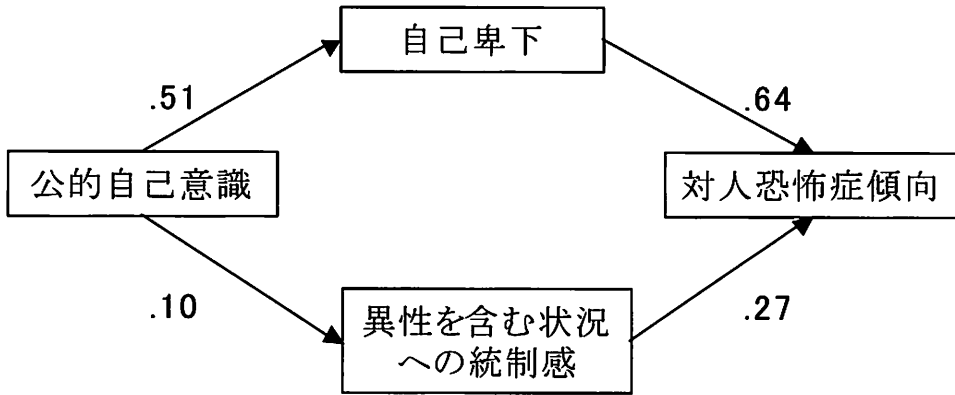 自己卑下
.51
.64
公的自己意識
対人恐怖症傾向
.10
.27
異性を含む状況
への統制感